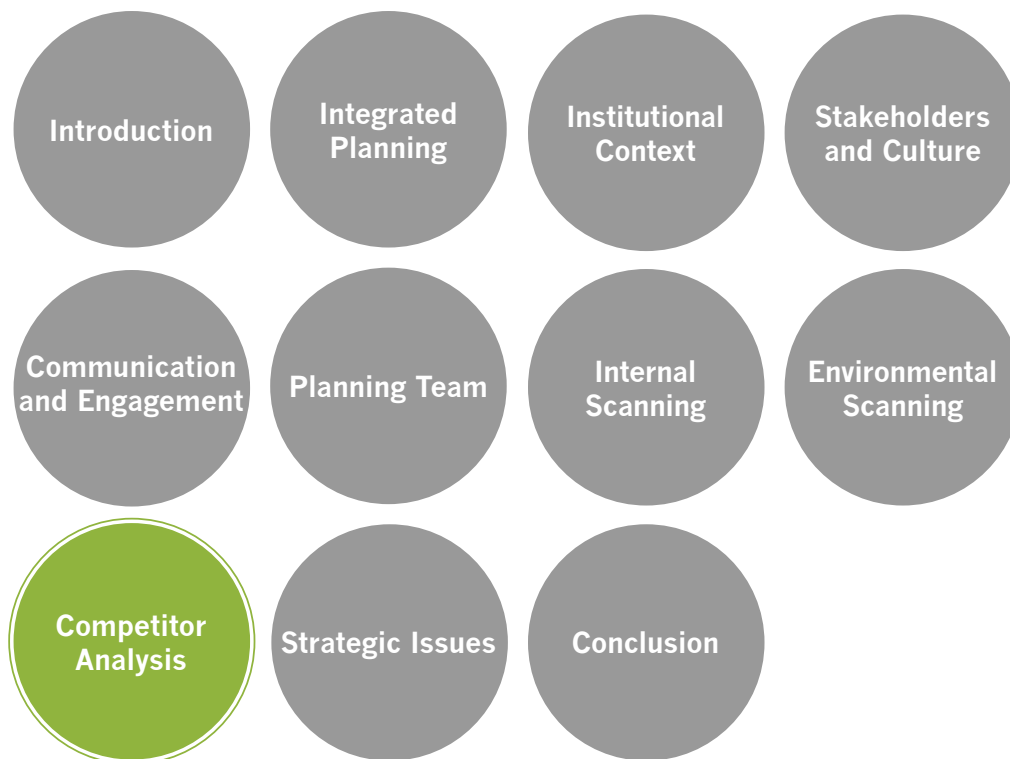 Introduction
Integrated
Planning
Institutional
Context
Stakeholders
and Culture
Communication
and Engagement
Planning Team
Internal
Scanning
Environmental
Scanning
Competitor
Analysis
Strategic Issues
Conclusion